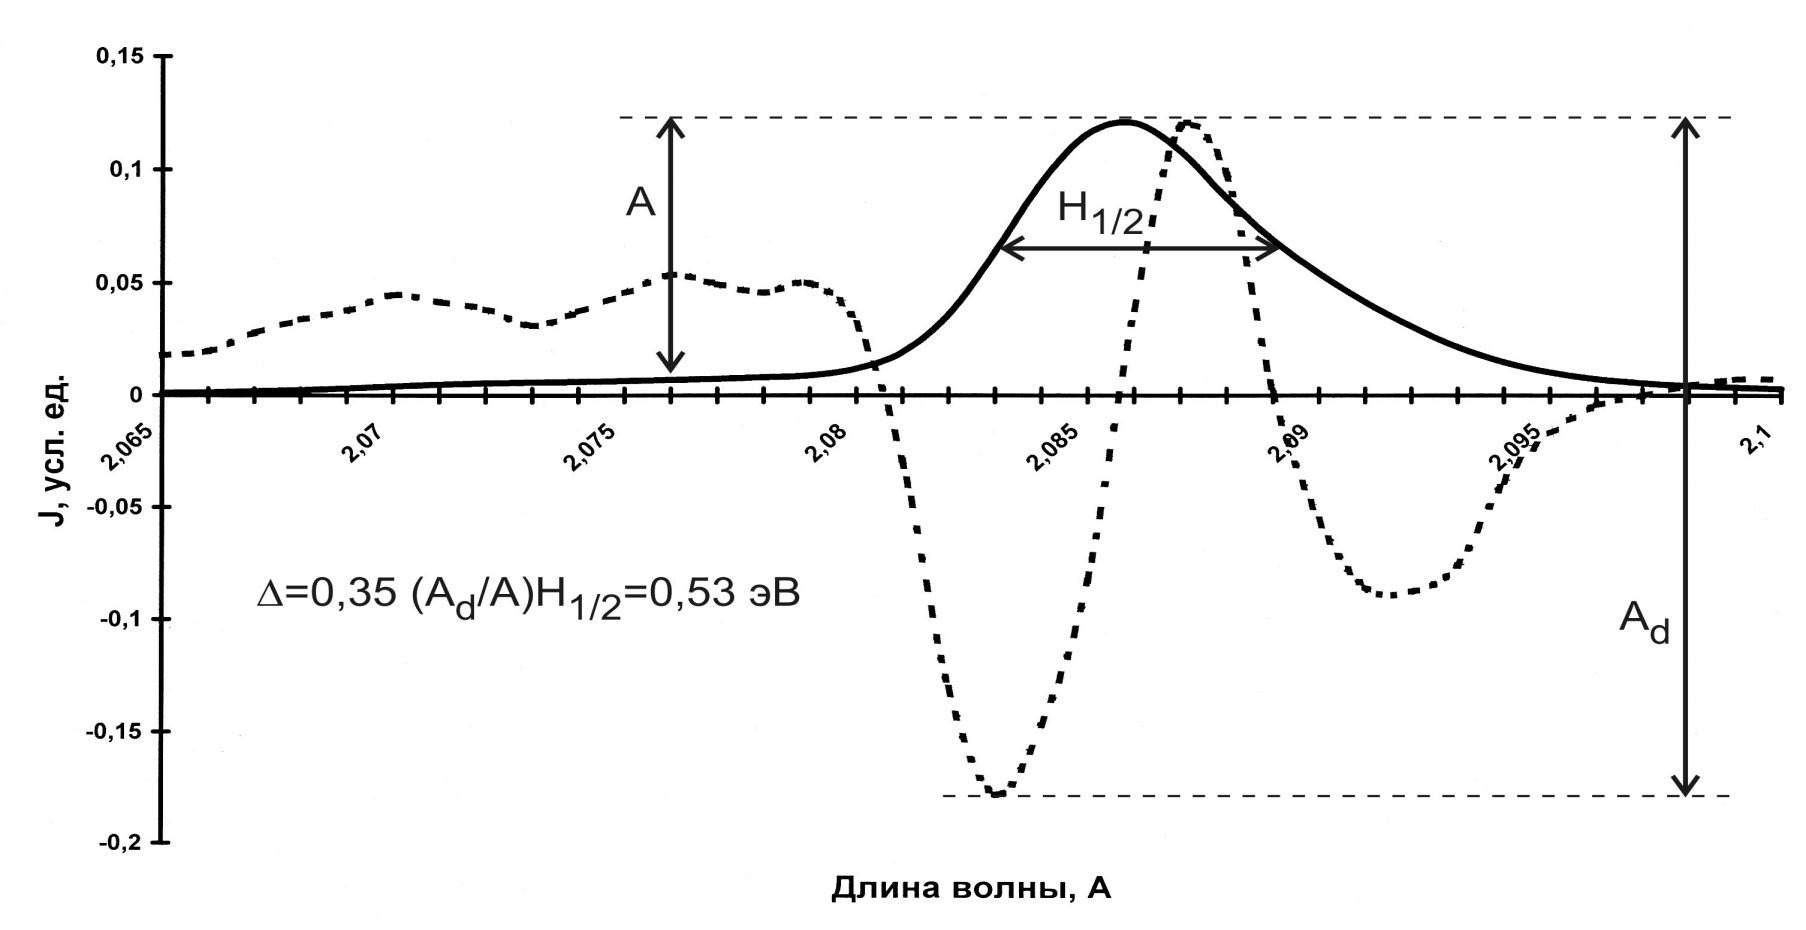 0,15
0,1
0,05
0
-0,05
-0,1
-0,15
-0,2
J, усл. ед.
A
H1/2
Ad
2,065
2,07
2,075
2,08
2,085
2,09
2,095
2,1
Δ=0,35 (Ad/A)H1/2=0,53 эВ
Длина волны, А